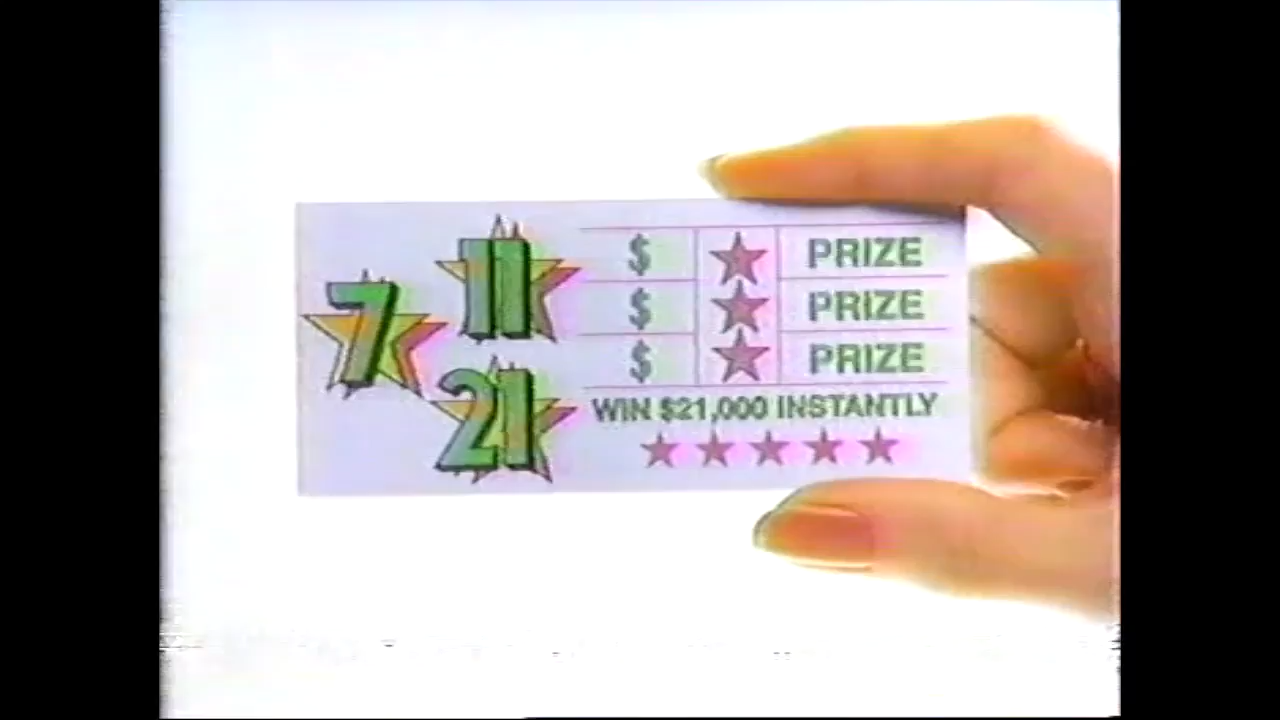 7
11
21
$ ★ PRIZE
$ ★ PRIZE
$ ★ PRIZE
WIN $21,000 INSTANTLY